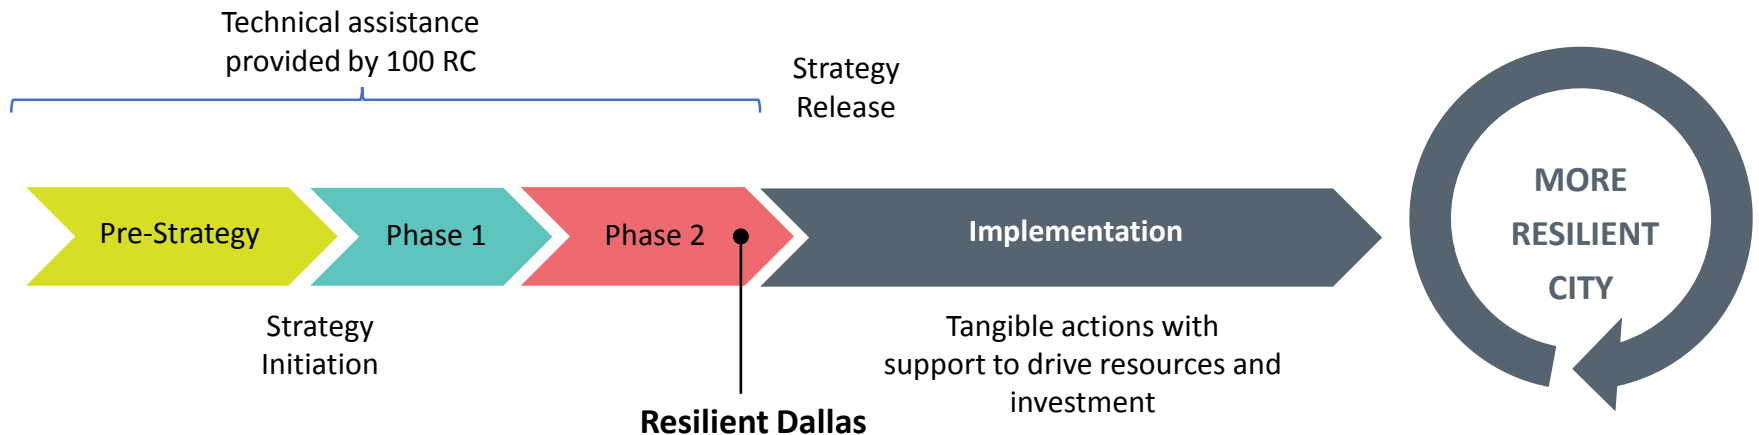 Technical assistance
provided by 100 RC
Strategy
Release
Pre-Strategy
Phase 1
Phase 2
Implementation
MORE
RESILIENT
CITY
Strategy
Initiation
Tangible actions with
support to drive resources and
investment
Resilient Dallas